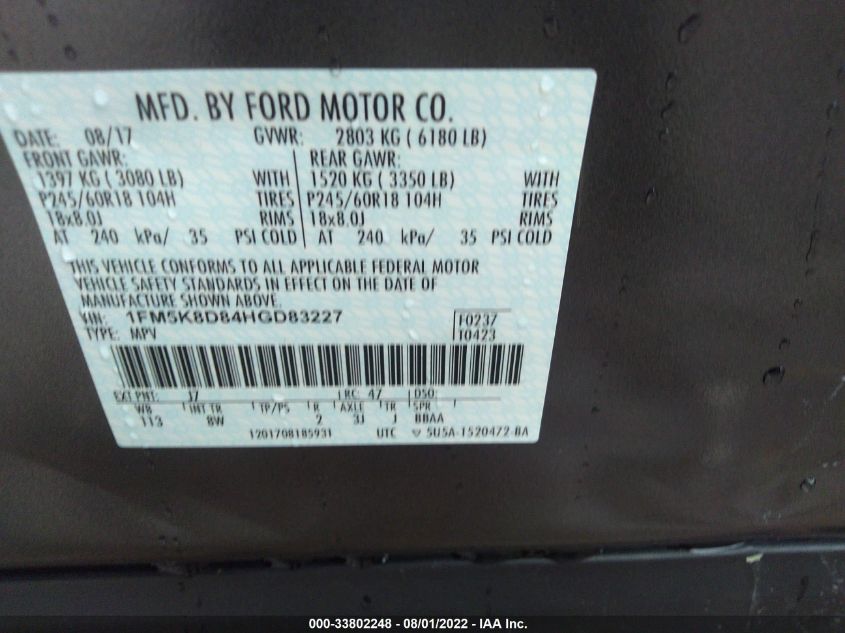 MFD. BY FORD MOTOR CO.
DATE: 08/17 GVWR: 2803 KG ( 6180 LB)
FRONT GAWR: REAR GAWR:
1397 KG ( 3080 LB) WITH 1520 KG ( 3350 LB) WITH
P245/60R18 104H TIRES P245/60R18 104H TIRES
18x8.0J RIMS 18x8.0J RIMS
AT 240 kPa/ 35 PSI COLD AT 240 kPa/ 35 PSI COLD
THIS VEHICLE CONFORMS TO ALL APPLICABLE FEDERAL MOTOR
VEHICLE SAFETY STANDARDS IN EFFECT ON THE DATE OF
MANUFACTURE SHOWN ABOVE.
VIN: 1FM5K8D84HGD83227 F0237
TYPE: MPV T0423
EXT PNT: J7 RC: 47 DSO:
WB INT TR TP/PS R AXLE TR SPR
113 8W 2 3J J BBAA
1201708185931 UTC ▽ 5U5A-1520472-BA
000-33802248 - 08/01/2022 - IAA Inc.